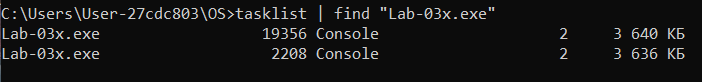 C:\Users\User-27cdc803\OS>tasklist | find "Lab-03x.exe"
Lab-03x.exe 19356 Console 2 3 640 КБ
Lab-03x.exe 2208 Console 2 3 636 КБ